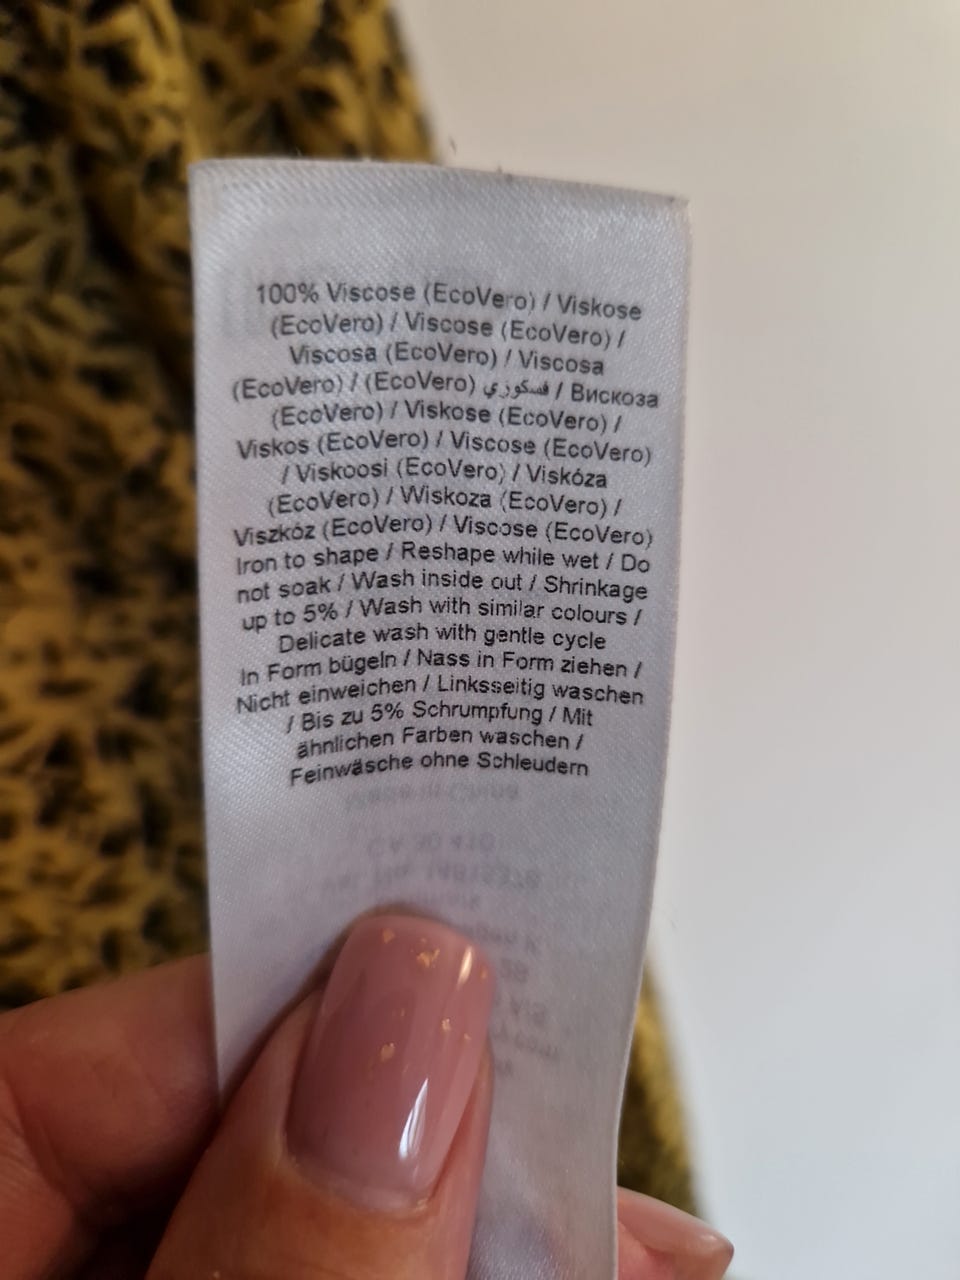 100% Viscose (EcoVero) / Viskose
(EcoVero) / Viscose (EcoVero) /
Viscosa (EcoVero) / Viscosa
(EcoVero) / (EcoVero) فسكوزي / Вискоза
(EcoVero) / Viskose (EcoVero) /
Viskos (EcoVero) / Viscose (EcoVero)
/ Viskoosi (EcoVero) / Viskóza
(EcoVero) / Wiskoza (EcoVero) /
Viszkóz (EcoVero) / Viscose (EcoVero)
Iron to shape / Reshape while wet / Do
not soak / Wash inside out / Shrinkage
up to 5% / Wash with similar colours /
Delicate wash with gentle cycle
In Form bügeln / Nass in Form ziehen /
Nicht einweichen / Linksseitig waschen
/ Bis zu 5% Schrumpfung / Mit
ähnlichen Farben waschen /
Feinwäsche ohne Schleudern